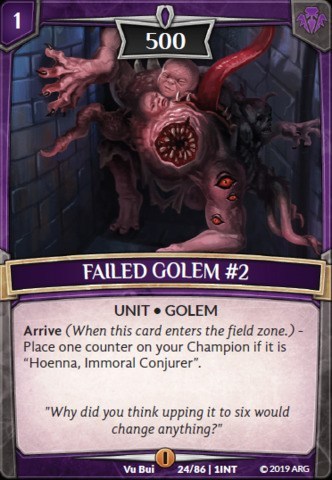 1
500
FAILED GOLEM #2
UNIT • GOLEM
Arrive (When this card enters the field zone.) -
Place one counter on your Champion if it is
“Hoenna, Immoral Conjurer”.
"Why did you think upping it to six would
change anything?"
Vu Bui 24/86 | 1INT © 2019 ARG